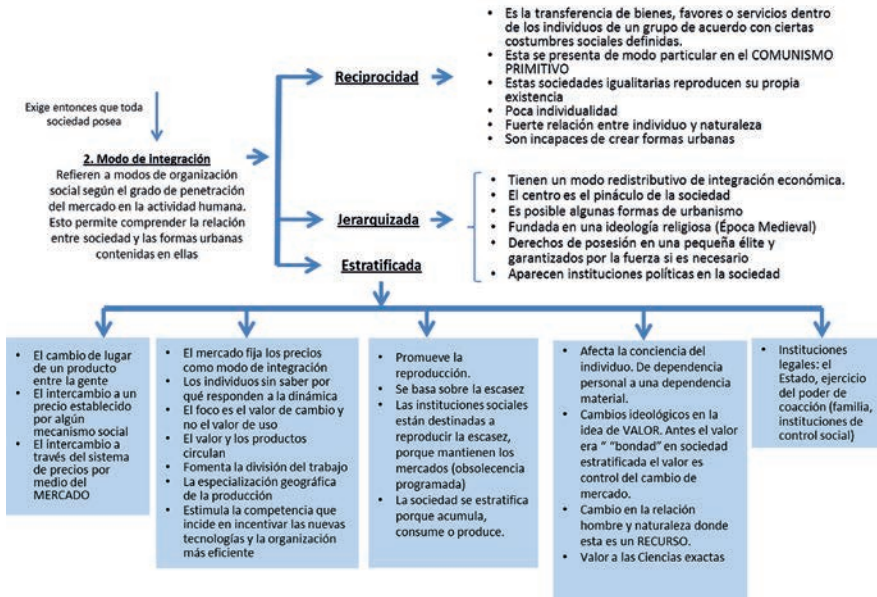 Exige entonces que toda
sociedad posea
2. Modo de integración
Refieren a modos de organización
social según el grado de penetración
del mercado en la actividad humana.
Esto permite comprender la relación
entre sociedad y las formas urbanas
contenidas en ellas
Reciprocidad
• Es la transferencia de bienes, favores o servicios dentro
de los individuos de un grupo de acuerdo con ciertas
costumbres sociales definidas.
• Esta se presenta de modo particular en el COMUNISMO
PRIMITIVO
• Estas sociedades igualitarias reproducen su propia
existencia
• Poca individualidad
• Fuerte relación entre individuo y naturaleza
• Son incapaces de crear formas urbanas
Jerarquizada
• Tienen un modo redistributivo de integración económica.
• El centro es el pináculo de la sociedad
• Es posible algunas formas de urbanismo
• Fundada en una ideología religiosa (Época Medieval)
• Derechos de posesión en una pequeña élite y
garantizados por la fuerza si es necesario
• Aparecen instituciones políticas en la sociedad
Estratificada
• El cambio de lugar
de un producto
entre la gente
• El intercambio a un
precio establecido
por algún
mecanismo social
• El intercambio a
través del sistema
de precios por
medio del
MERCADO
• El mercado fija los precios
como modo de integración
• Los individuos sin saber por
qué responden a la dinámica
• El foco es el valor de cambio y
no el valor de uso
• El valor y los productos
circulan
• Fomenta la división del trabajo
• La especialización geográfica
de la producción
• Estimula la competencia que
incide en incentivar las nuevas
tecnologías y la organización
más eficiente
• Promueve la
reproducción.
• Se basa sobre la escasez
• Las instituciones sociales
están destinadas a
reproducir la escasez,
porque mantienen los
mercados (obsolecencia
programada)
• La sociedad se estratifica
porque acumula,
consume o produce.
• Afecta la conciencia del
individuo. De dependencia
personal a una dependencia
material.
• Cambios ideológicos en la
idea de VALOR. Antes el valor
era " "bondad" en sociedad
estratificada el valor es
control del cambio de
mercado.
• Cambio en la relación
hombre y naturaleza donde
esta es un RECURSO.
• Valor a las Ciencias exactas
• Instituciones
legales: el
Estado, ejercicio
del poder de
coacción (familia,
instituciones de
control social)